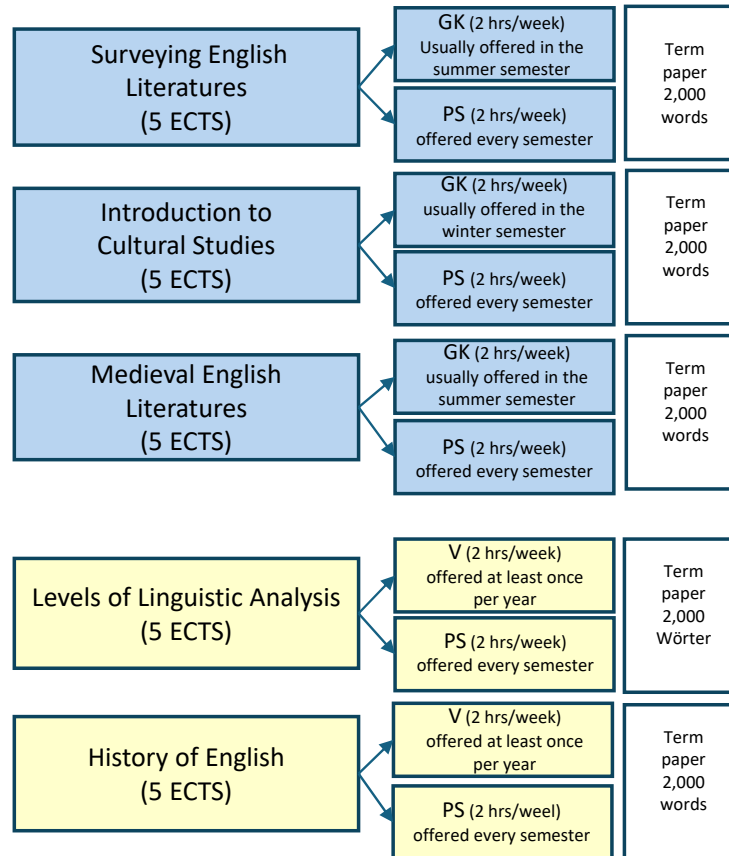 Surveying English
Literatures
(5 ECTS)
GK (2 hrs/week)
Usually offered in the
summer semester
PS (2 hrs/week)
offered every semester
Term
paper
2,000
words
Introduction to
Cultural Studies
(5 ECTS)
GK (2 hrs/week)
usually offered in the
winter semester
PS (2 hrs/week)
offered every semester
Term
paper
2,000
words
Medieval English
Literatures
(5 ECTS)
GK (2 hrs/week)
usually offered in the
summer semester
PS (2 hrs/week)
offered every semester
Term
paper
2,000
words
Levels of Linguistic Analysis
(5 ECTS)
V (2 hrs/week)
offered at least once
per year
PS (2 hrs/week)
offered every semester
Term
paper
2,000
Wörter
History of English
(5 ECTS)
V (2 hrs/week)
offered at least once
per year
PS (2 hrs/weel)
offered every semester
Term
paper
2,000
words